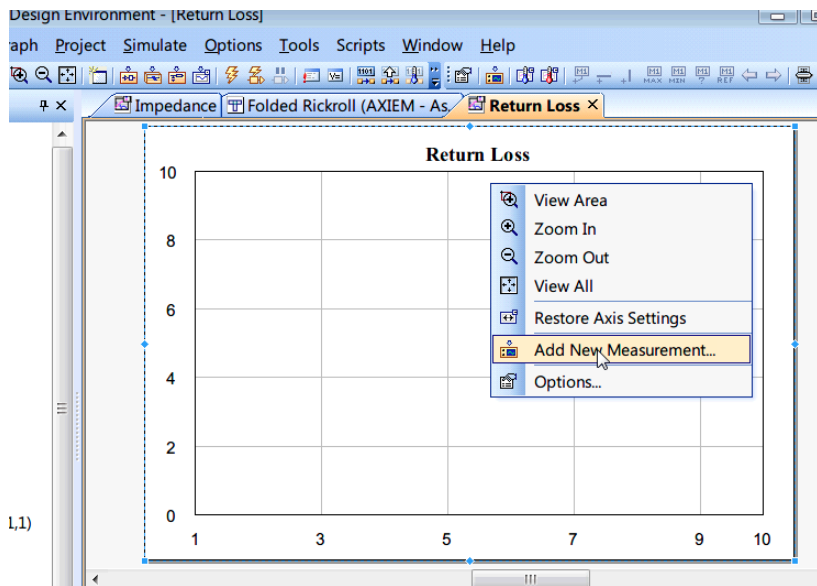 Design Environment - [Return Loss]
aph Project Simulate Options Tools Scripts Window Help
Impedance Folded Rickroll (AXIEM - As Return Loss
Return Loss
10
8
6
4
2
0
1 3 5 7 9 10
View Area
Zoom In
Zoom Out
View All
Restore Axis Settings
Add New Measurement...
Options...
1,1)